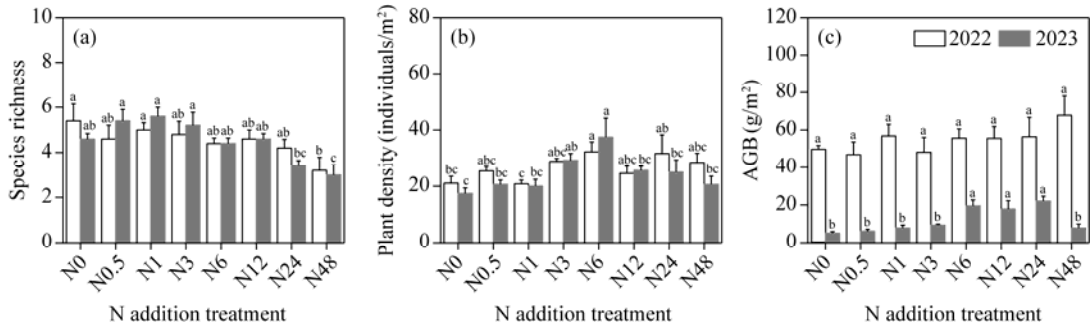 (a)
Species richness
10
8
6
4
2
0
a ab ab a ab a ab a ab ab ab ab ab bc b c
N0 N0.5 N1 N3 N6 N12 N24 N48
N addition treatment
(b)
Plant density (individuals/m²)
80
60
40
20
0
bc c abc bc c bc abc ab a a abc abc ab bc abc bc
N0 N0.5 N1 N3 N6 N12 N24 N48
N addition treatment
(c)
2022 2023
AGB (g/m²)
120
100
80
60
40
20
0
a b a b a b a b a a a a a a a b
N0 N0.5 N1 N3 N6 N12 N24 N48
N addition treatment